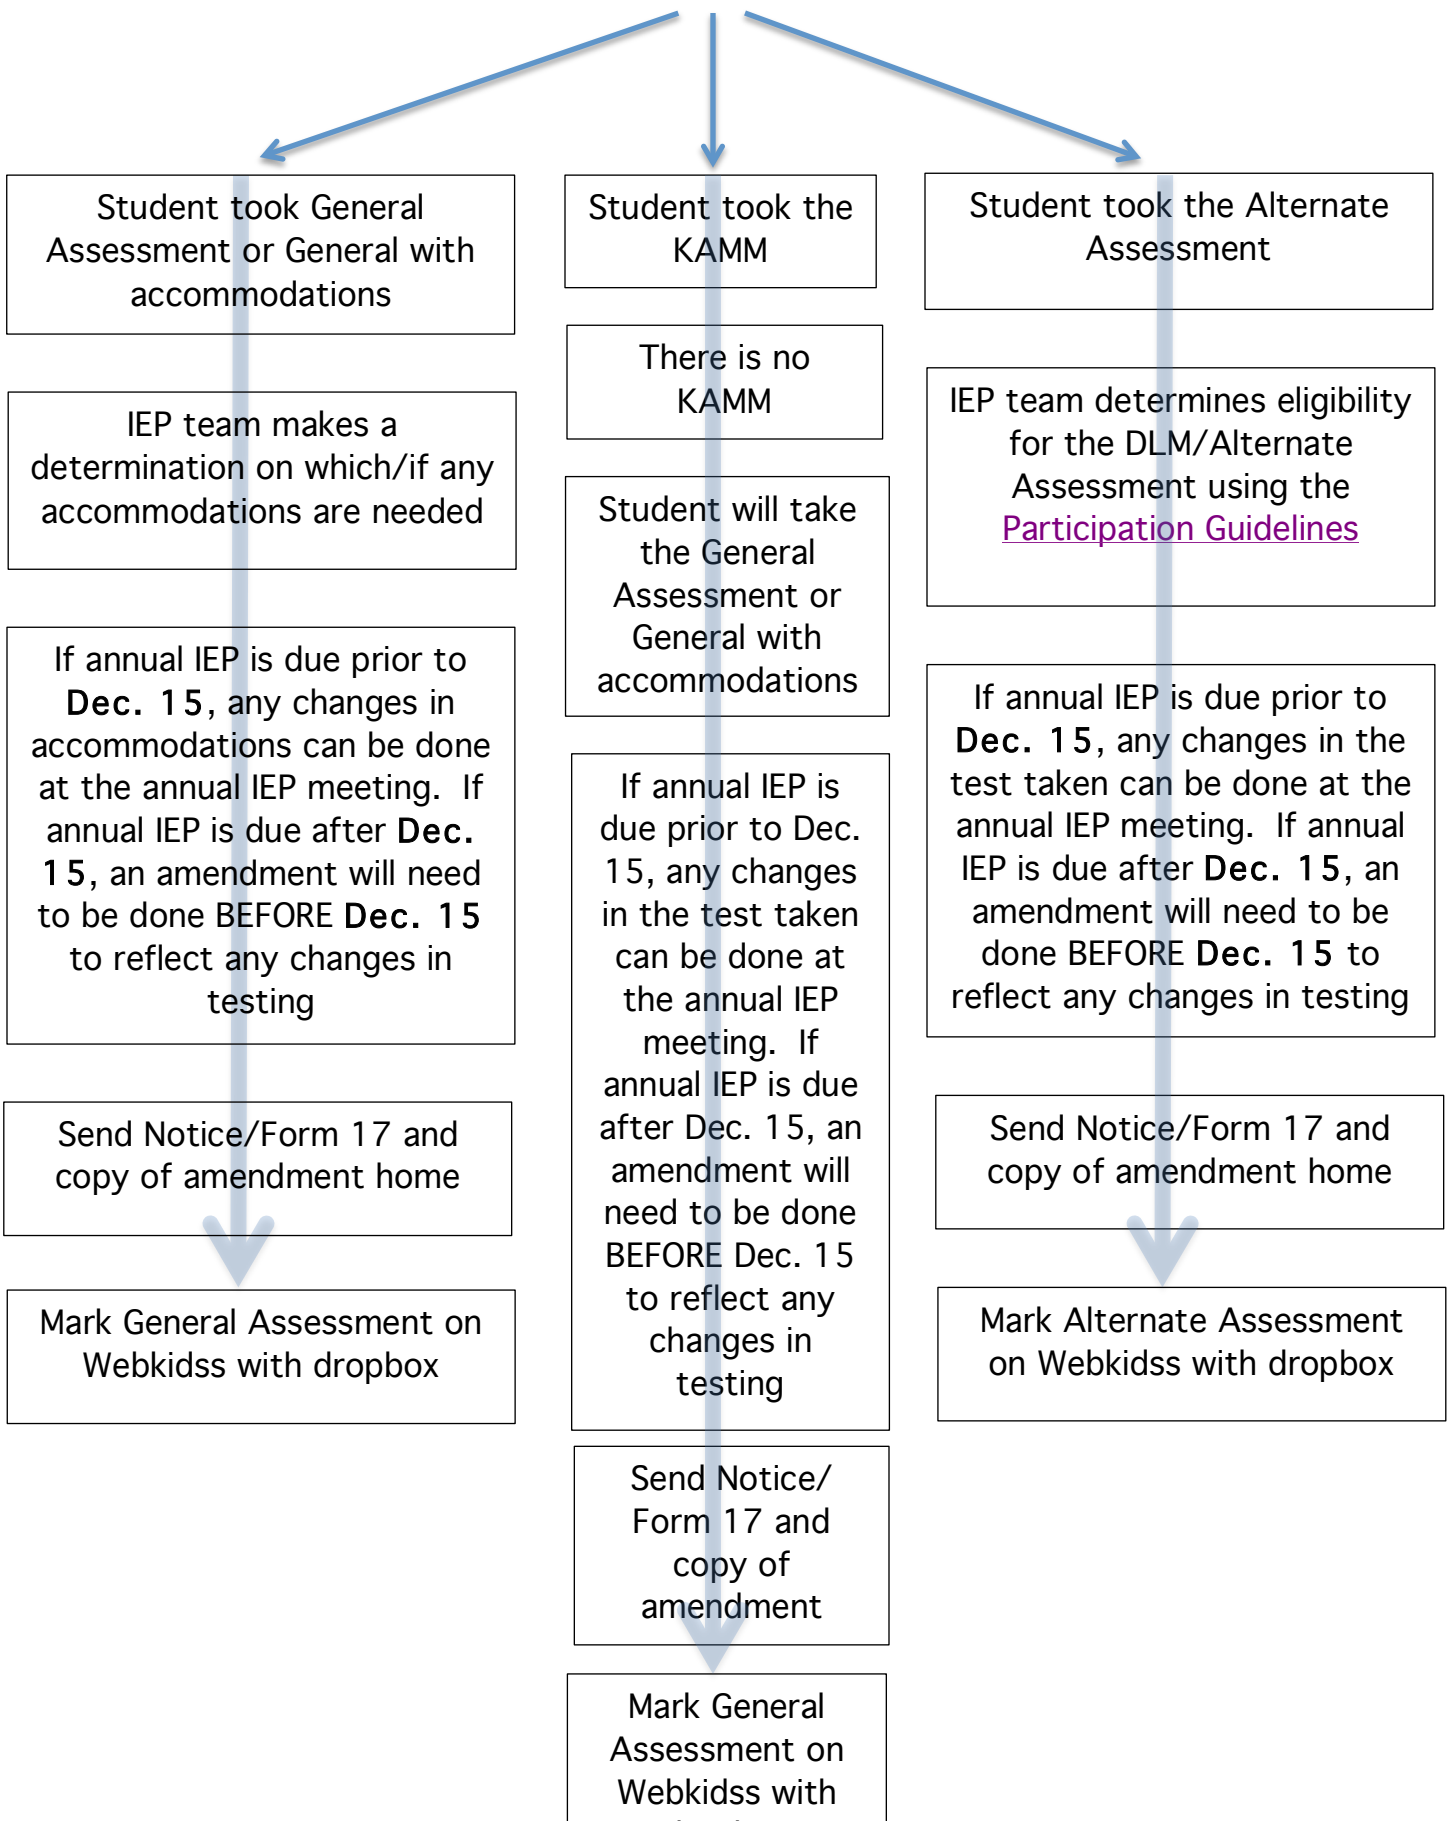 Student took General
Assessment or General with
accommodations
IEP team makes a
determination on which/if any
accommodations are needed
If annual IEP is due prior to
Dec. 15, any changes in
accommodations can be done
at the annual IEP meeting.  If
annual IEP is due after Dec.
15, an amendment will need
to be done BEFORE Dec. 15
to reflect any changes in
testing
Send Notice/Form 17 and
copy of amendment home
Mark General Assessment on
Webkidss with dropbox
Student took the
KAMM
There is no
KAMM
Student will take
the General
Assessment or
General with
accommodations
If annual IEP is
due prior to Dec.
15, any changes
in the test taken
can be done at
the annual IEP
meeting.  If
annual IEP is due
after Dec. 15, an
amendment will
need to be done
BEFORE Dec. 15
to reflect any
changes in
testing
Send Notice/
Form 17 and
copy of
amendment
Mark General
Assessment on
Webkidss with
Student took the Alternate
Assessment
IEP team determines eligibility
for the DLM/Alternate
Assessment using the
Participation Guidelines
If annual IEP is due prior to
Dec. 15, any changes in the
test taken can be done at the
annual IEP meeting.  If annual
IEP is due after Dec. 15, an
amendment will need to be
done BEFORE Dec. 15 to
reflect any changes in testing
Send Notice/Form 17 and
copy of amendment home
Mark Alternate Assessment
on Webkidss with dropbox